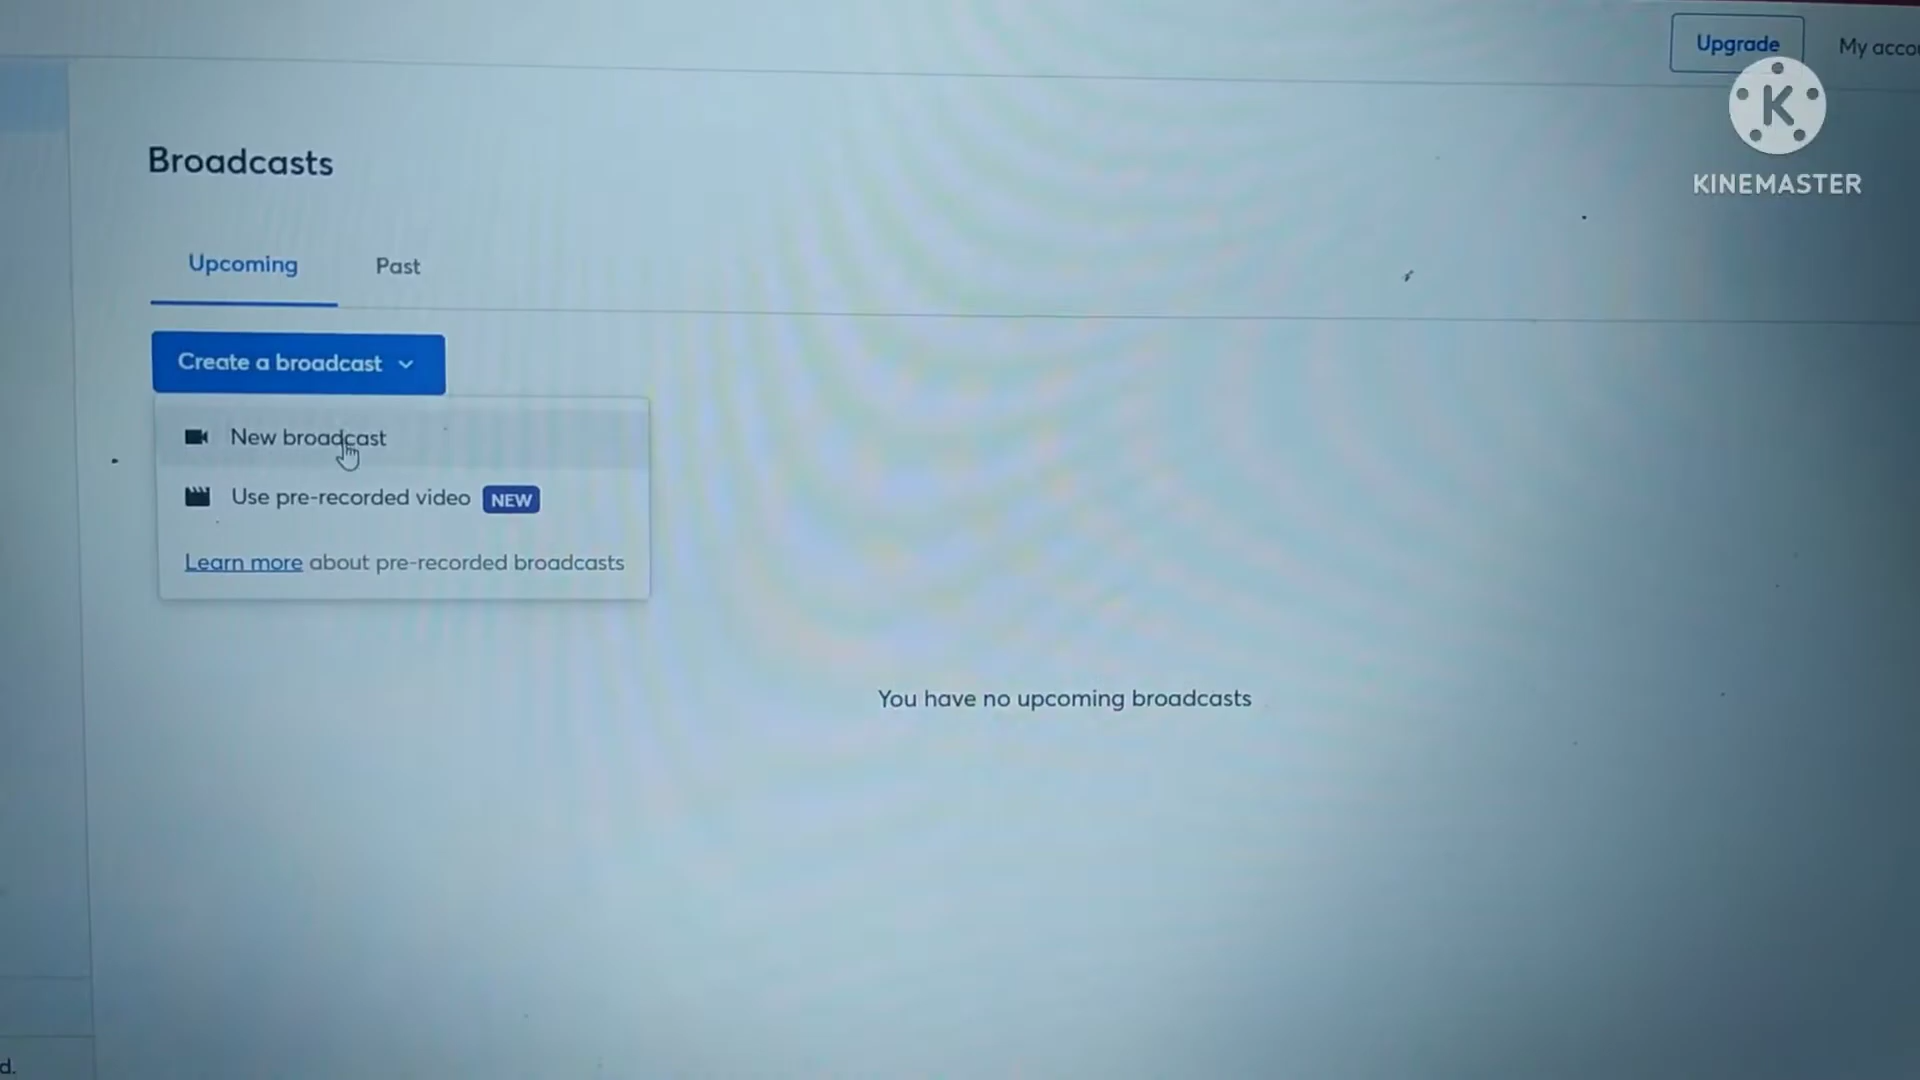 Upgrade
My acco
K
KINEMASTER
Broadcasts
Upcoming
Past
Create a broadcast
New broadcast
Use pre-recorded video NEW
Learn more about pre-recorded broadcasts
You have no upcoming broadcasts
d.